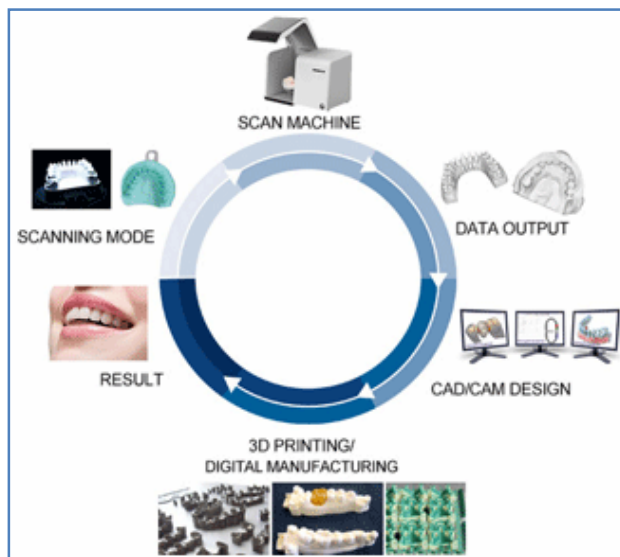 SCAN MACHINE
SCANNING MODE
DATA OUTPUT
RESULT
CAD/CAM DESIGN
3D PRINTING/
DIGITAL MANUFACTURING